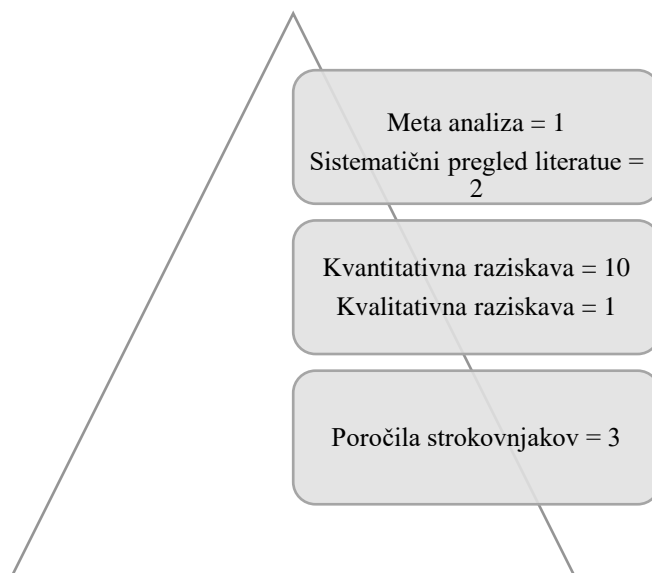 Meta analiza = 1
Sistematični pregled literatue =
2
Kvantitativna raziskava = 10
Kvalitativna raziskava = 1
Poročila strokovnjakov = 3